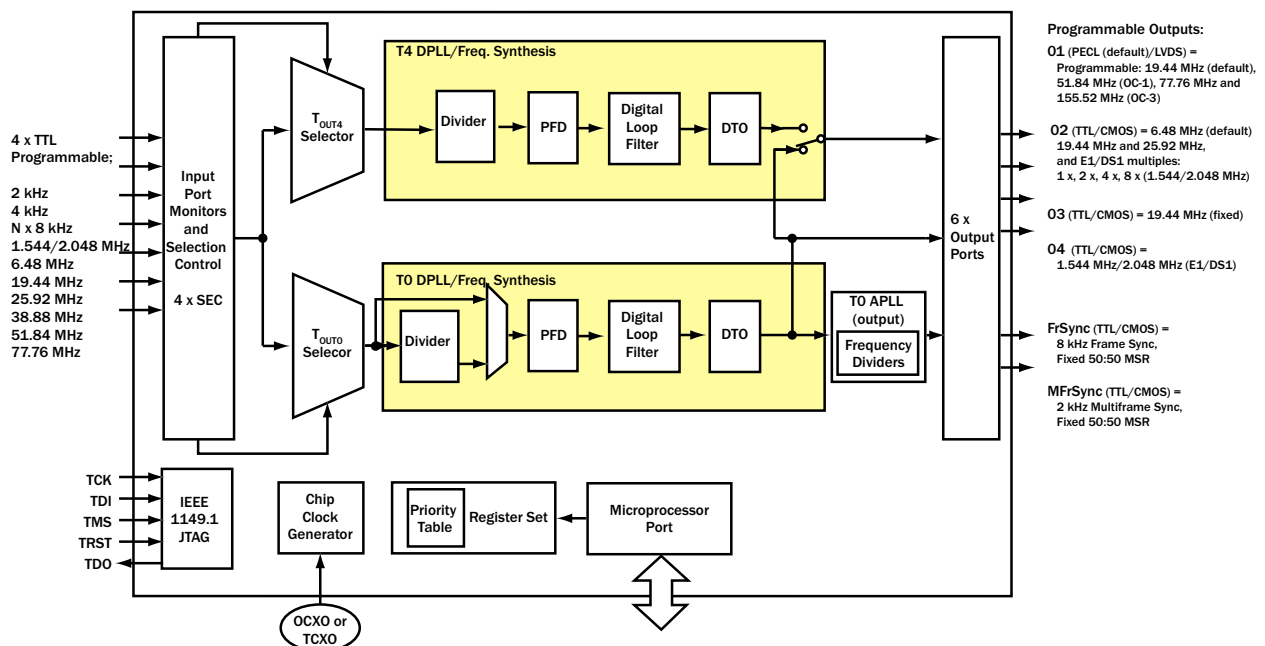 4 x TTL
Programmable;
2 kHz
4 kHz
N x 8 kHz
1.544/2.048 MHz
6.48 MHz
19.44 MHz
25.92 MHz
38.88 MHz
51.84 MHz
77.76 MHz
Input
Port
Monitors
and
Selection
Control
4 x SEC
TOUT4
Selector
T4 DPLL/Freq. Synthesis
Divider
PFD
Digital
Loop
Filter
DTO
TOUT0
Selecor
T0 DPLL/Freq. Synthesis
Divider
PFD
Digital
Loop
Filter
DTO
T0 APLL
(output)
Frequency
Dividers
6 x
Output
Ports
Programmable Outputs:
01 (PECL (default)/LVDS) =
Programmable: 19.44 MHz (default),
51.84 MHz (OC-1), 77.76 MHz and
155.52 MHz (OC-3)
02 (TTL/CMOS) = 6.48 MHz (default)
19.44 MHz and 25.92 MHz,
and E1/DS1 multiples:
1 x, 2 x, 4 x, 8 x (1.544/2.048 MHz)
03 (TTL/CMOS) = 19.44 MHz (fixed)
04 (TTL/CMOS) =
1.544 MHz/2.048 MHz (E1/DS1)
FrSync (TTL/CMOS) =
8 kHz Frame Sync,
Fixed 50:50 MSR
MFrSync (TTL/CMOS) =
2 kHz Multiframe Sync,
Fixed 50:50 MSR
TCK
TDI
TMS
TRST
TDO
IEEE
1149.1
JTAG
Chip
Clock
Generator
OCXO or
TCXO
Priority
Table
Register Set
Microprocessor
Port